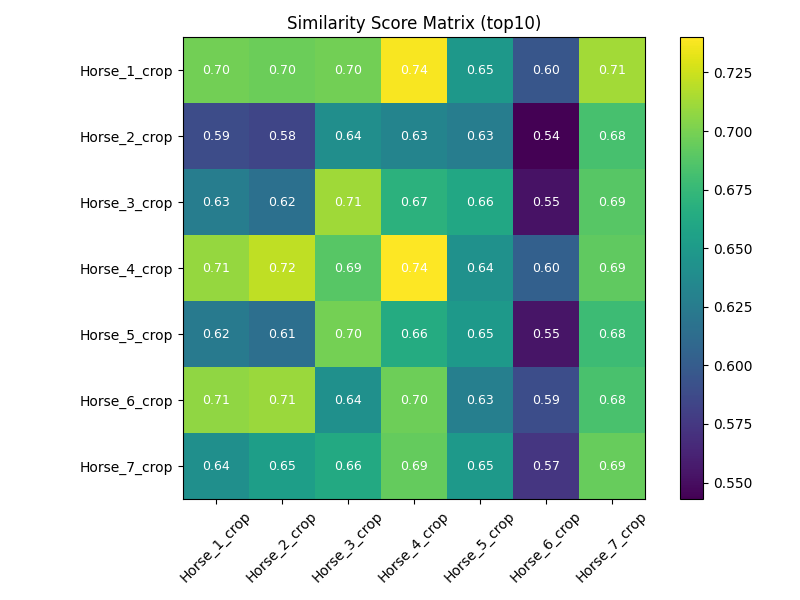 Similarity Score Matrix (top10)
Horse_1_crop 0.70 0.70 0.70 0.74 0.65 0.60 0.71
Horse_2_crop 0.59 0.58 0.64 0.63 0.63 0.54 0.68
Horse_3_crop 0.63 0.62 0.71 0.67 0.66 0.55 0.69
Horse_4_crop 0.71 0.72 0.69 0.74 0.64 0.60 0.69
Horse_5_crop 0.62 0.61 0.70 0.66 0.65 0.55 0.68
Horse_6_crop 0.71 0.71 0.64 0.70 0.63 0.59 0.68
Horse_7_crop 0.64 0.65 0.66 0.69 0.65 0.57 0.69
Horse_1_crop Horse_2_crop Horse_3_crop Horse_4_crop Horse_5_crop Horse_6_crop Horse_7_crop
0.725
0.700
0.675
0.650
0.625
0.600
0.575
0.550